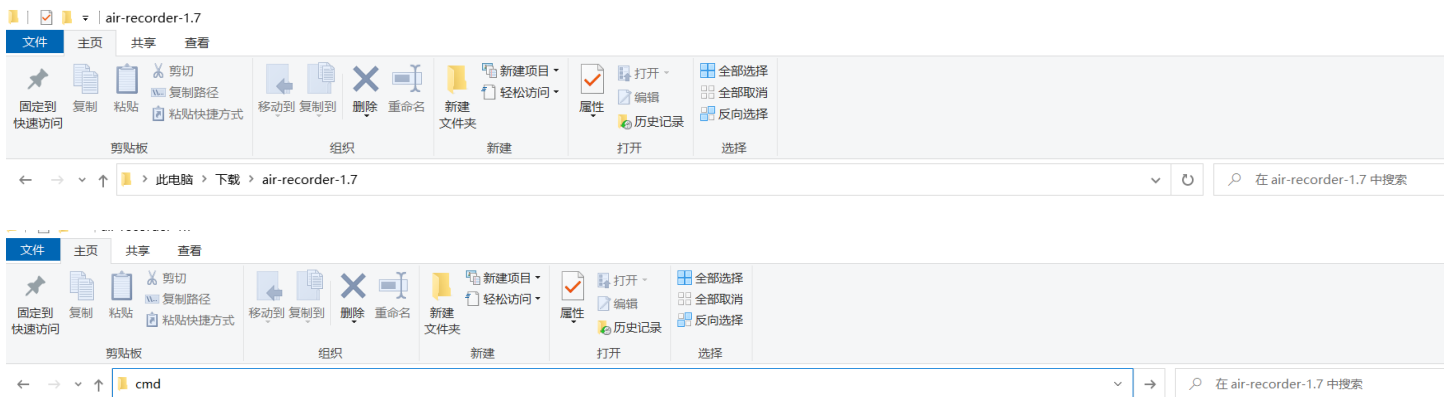 air-recorder-1.7
文件 主页 共享 查看
固定到快速访问 复制 粘贴 剪切 复制路径 粘贴快捷方式 移动到 复制到 删除 重命名 新建文件夹 新建项目 轻松访问 属性 打开 编辑 历史记录 全部选择 全部取消 反向选择
剪贴板 组织 新建 打开 选择
此电脑 > 下载 > air-recorder-1.7 在 air-recorder-1.7 中搜索
文件 主页 共享 查看
固定到快速访问 复制 粘贴 剪切 复制路径 粘贴快捷方式 移动到 复制到 删除 重命名 新建文件夹 新建项目 轻松访问 属性 打开 编辑 历史记录 全部选择 全部取消 反向选择
剪贴板 组织 新建 打开 选择
cmd 在 air-recorder-1.7 中搜索